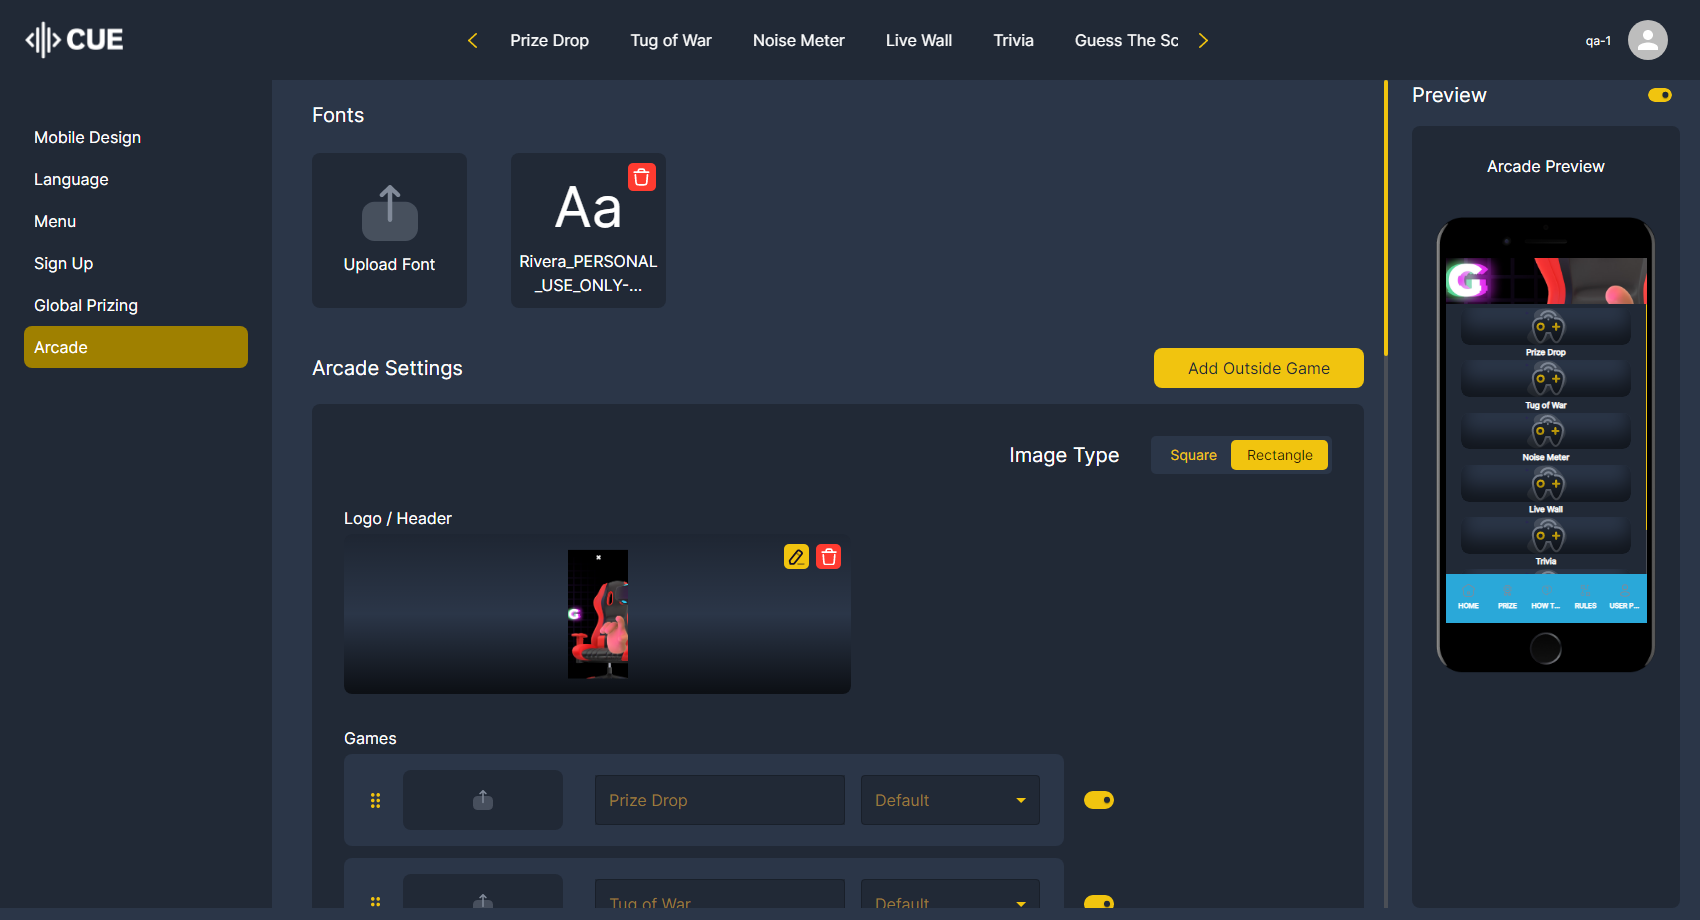 CUE
Prize Drop
Tug of War
Noise Meter
Live Wall
Trivia
Guess The Sc
qa-1
Mobile Design
Language
Menu
Sign Up
Global Prizing
Arcade
Fonts
Upload Font
Aa
Rivera_PERSONAL
_USE_ONLY-...
Arcade Settings
Add Outside Game
Image Type
Square
Rectangle
Logo / Header
G
Games
Prize Drop
Default
Tug of War
Default
Preview
Arcade Preview
G
Prize Drop
Tug of War
Noise Meter
Live Wall
Trivia
HOME
PRIZE
HOW T...
RULES
USER P...